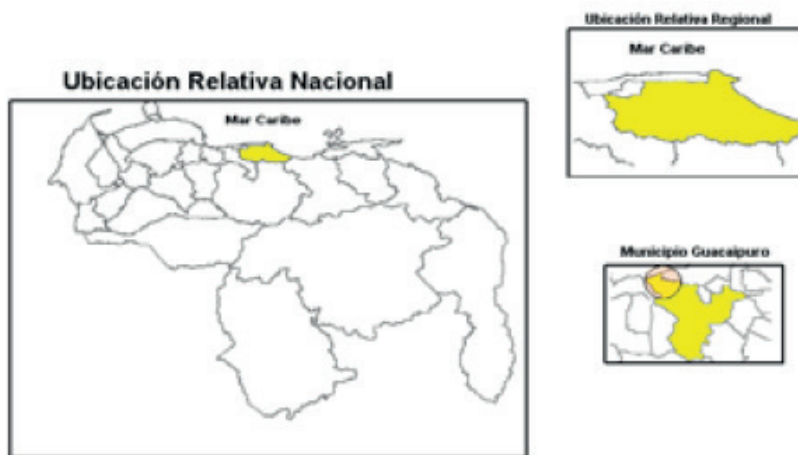 Ubicación Relativa Nacional
Mar Caribe
Ubicación Relativa Regional
Mar Caribe
Municipio Guacaipuro